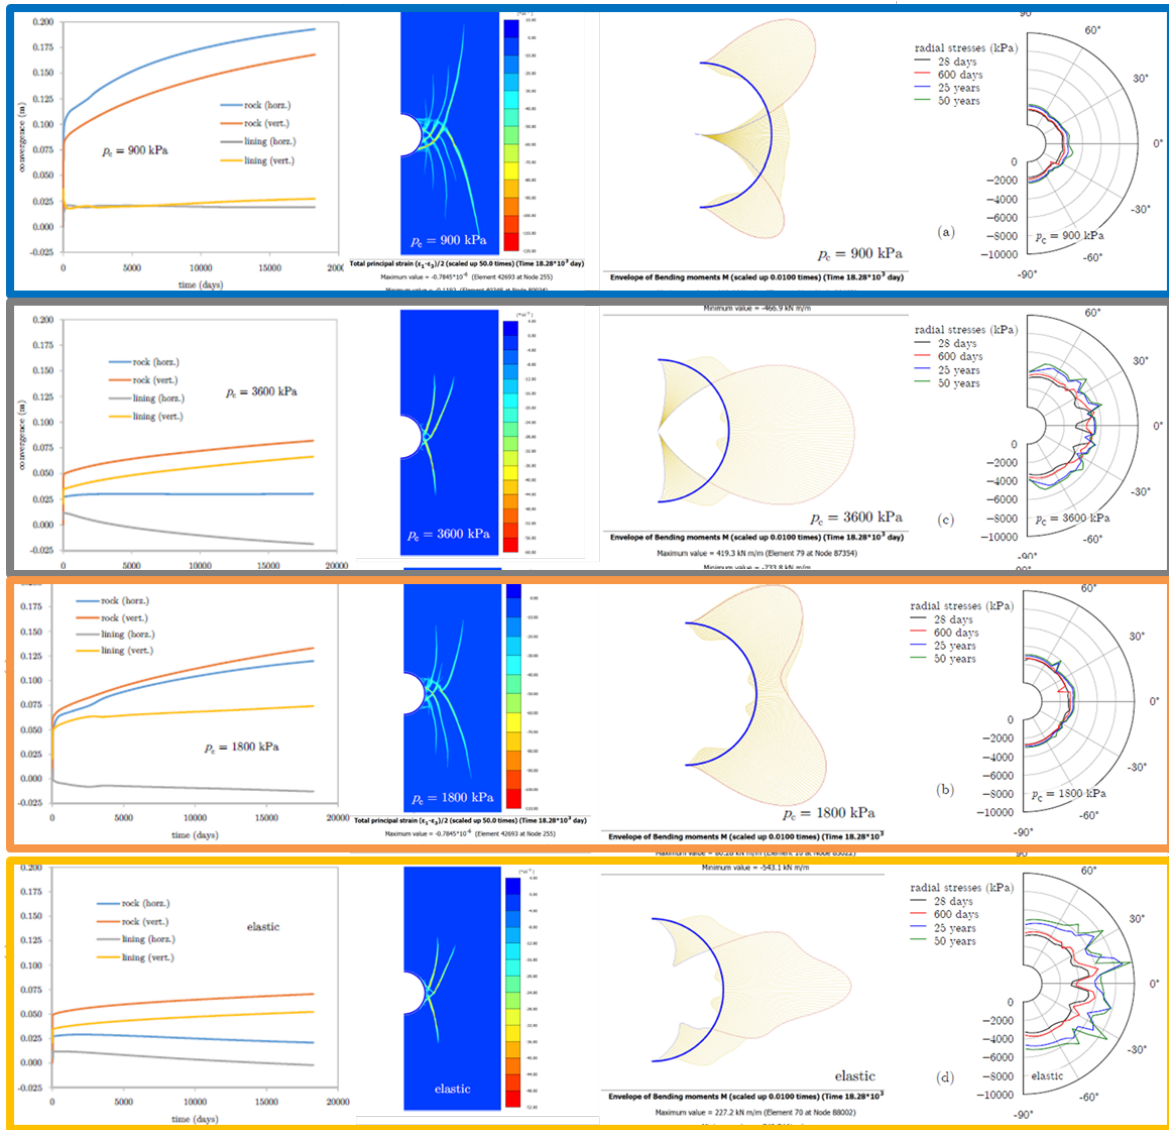 0.200
0.175
0.150
0.125
0.100
0.075
0.050
0.025
0.000
-0.025
convergence (m)
rock (horz.)
rock (vert.)
lining (horz.)
lining (vert.)
pc = 900 kPa
0 5000 10000 15000 20000
time (days)
pc = 900 kPa
Total principal strain (ε1-ε3)/2 (scaled up 50.0 times) (Time 18.28*10³ day)
Maximum value = -0.7845*10⁻⁶ (Element 42693 at Node 255)
pc = 900 kPa
Envelope of Bending moments M (scaled up 0.0100 times) (Time 18.28*10³ day)
radial stresses (kPa)
28 days
600 days
25 years
50 years
60°
30°
0°
-30°
-60°
-90°
0
−2000
−4000
−6000
−8000
−10000
(a)
pc = 900 kPa
0.200
0.175
0.150
0.125
0.100
0.075
0.050
0.025
0.000
-0.025
convergence (m)
rock (horz.)
rock (vert.)
lining (horz.)
lining (vert.)
pc = 3600 kPa
0 5000 10000 15000 20000
pc = 3600 kPa
Minimum value = -466.9 kN m/m
pc = 3600 kPa
Envelope of Bending moments M (scaled up 0.0100 times) (Time 18.28*10³ day)
Maximum value = 419.3 kN m/m (Element 79 at Node 87354)
Minimum value = -733.8 kN m/m
radial stresses (kPa)
28 days
600 days
25 years
50 years
60°
30°
0°
-30°
-60°
-90°
0
−2000
−4000
−6000
−8000
−10000
(c)
pc = 3600 kPa
0.175
0.150
0.125
0.100
0.075
0.050
0.025
0.000
-0.025
rock (horz.)
rock (vert.)
lining (horz.)
lining (vert.)
pc = 1800 kPa
0 5000 10000 15000 20000
time (days)
pc = 1800 kPa
Total principal strain (ε1-ε3)/2 (scaled up 50.0 times) (Time 18.28*10³ day)
Maximum value = -0.7845*10⁻⁶ (Element 42693 at Node 255)
pc = 1800 kPa
Envelope of Bending moments M (scaled up 0.0100 times) (Time 18.28*10³
radial stresses (kPa)
28 days
600 days
25 years
50 years
60°
30°
0°
-30°
-60°
-90°
0
−2000
−4000
−6000
−8000
−10000
(b)
pc = 1800 kPa
0.200
0.175
0.150
0.125
0.100
0.075
0.050
0.025
0.000
-0.025
rock (horz.)
rock (vert.)
lining (horz.)
lining (vert.)
elastic
0 5000 10000 15000 20000
time (days)
elastic
Minimum value = -543.1 kN m/m
elastic
Envelope of Bending moments M (scaled up 0.0100 times) (Time 18.28*10³ day)
Maximum value = 227.2 kN m/m (Element 70 at Node 88002)
radial stresses (kPa)
28 days
600 days
25 years
50 years
60°
30°
0°
-30°
-60°
-90°
0
−2000
−4000
−6000
−8000
−10000
(d)
elastic